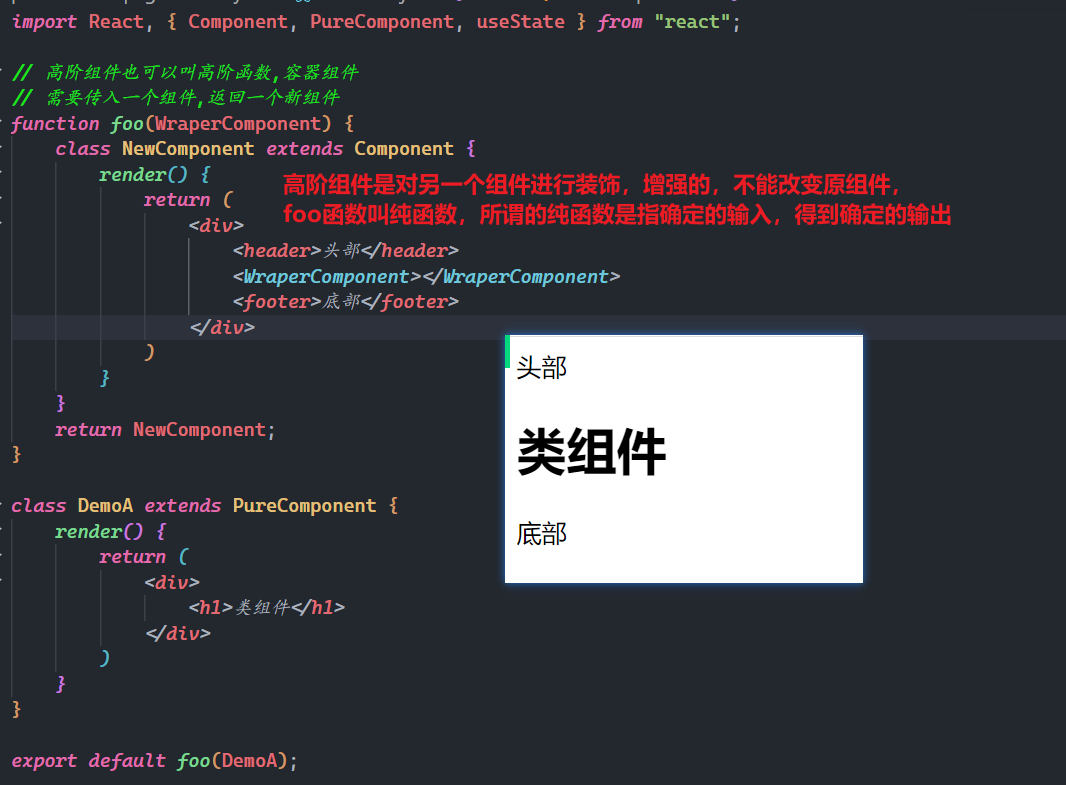 import React, { Component, PureComponent, useState } from "react";
// 高阶组件也可以叫高阶函数,容器组件
// 需要传入一个组件,返回一个新组件
function foo(WraperComponent) {
class NewComponent extends Component {
render() {
高阶组件是对另一个组件进行装饰，增强的，不能改变原组件，
return (
foo函数叫纯函数，所谓的纯函数是指确定的输入，得到确定的输出
<div>
<header>头部</header>
<WraperComponent></WraperComponent>
<footer>底部</footer>
</div>
)
}
}
return NewComponent;
}
头部
类组件
底部
class DemoA extends PureComponent {
render() {
return (
<div>
<h1>类组件</h1>
</div>
)
}
}
export default foo(DemoA);